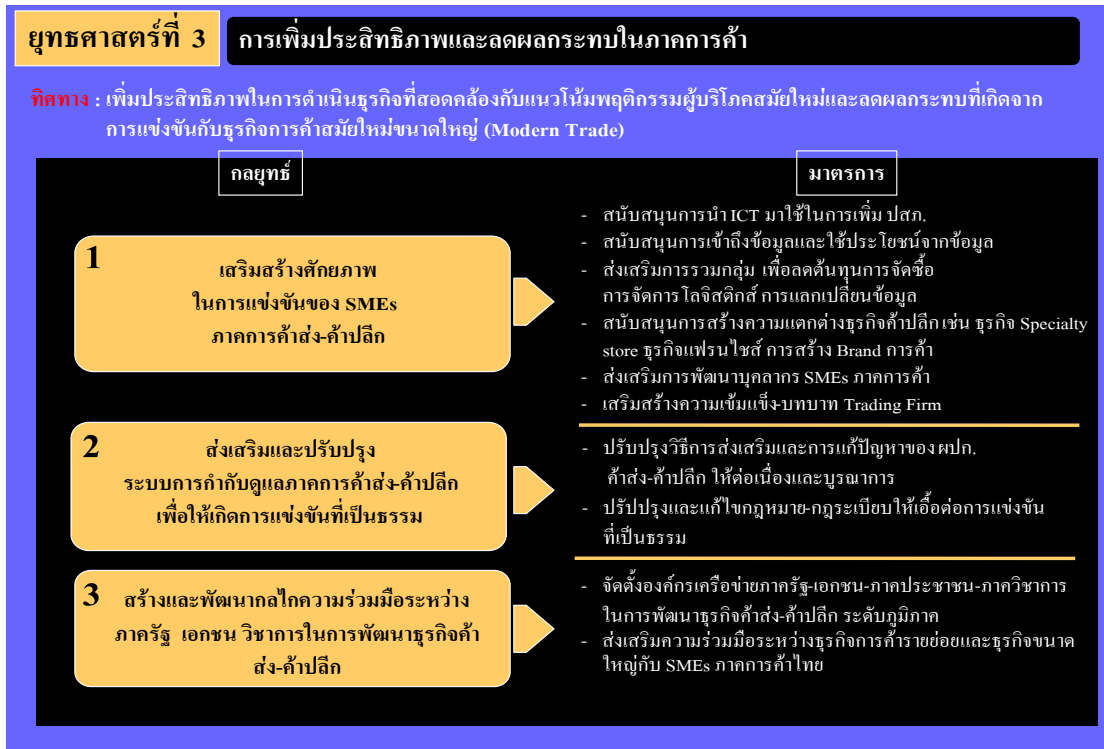 ยุทธศาสตร์ที่ 3
การเพิ่มประสิทธิภาพและลดผลกระทบในภาคการค้า
ทิศทาง : เพิ่มประสิทธิภาพในการดำเนินธุรกิจที่สอดคล้องกับแนวโน้มพฤติกรรมผู้บริโภคสมัยใหม่และลดผลกระทบที่เกิดจาก
การแข่งขันกับธุรกิจการค้าสมัยใหม่ขนาดใหญ่ (Modern Trade)
กลยุทธ์
มาตรการ
1
เสริมสร้างศักยภาพ
ในการแข่งขันของ SMEs
ภาคการค้าส่ง-ค้าปลีก
- สนับสนุนการนำ ICT มาใช้ในการเพิ่ม ปสภ.
- สนับสนุนการเข้าถึงข้อมูลและใช้ประโยชน์จากข้อมูล
- ส่งเสริมการรวมกลุ่ม เพื่อลดต้นทุนการจัดซื้อ
การจัดการโลจิสติกส์ การแลกเปลี่ยนข้อมูล
- สนับสนุนการสร้างความแตกต่างธุรกิจค้าปลีก เช่น ธุรกิจ Specialty
store ธุรกิจแฟรนไชส์ การสร้าง Brand การค้า
- ส่งเสริมการพัฒนาบุคลากร SMEs ภาคการค้า
- เสริมสร้างความเข้มแข็ง-บทบาท Trading Firm
2
ส่งเสริมและปรับปรุง
ระบบการกำกับดูแลภาคการค้าส่ง-ค้าปลีก
เพื่อให้เกิดการแข่งขันที่เป็นธรรม
- ปรับปรุงวิธีการส่งเสริมและการแก้ปัญหาของ ผปก.
ค้าส่ง-ค้าปลีก ให้ต่อเนื่องและบูรณาการ
- ปรัปปรุงและแก้ไขกฎหมาย-กฎระเบียบให้เอื้อต่อการแข่งขัน
ที่เป็นธรรม
3
สร้างและพัฒนากลไกความร่วมมือระหว่าง
ภาครัฐ เอกชน วิชาการในการพัฒนาธุรกิจค้า
ส่ง-ค้าปลีก
- จัดตั้งองค์กรเครือข่ายภาครัฐ-เอกชน-ภาคประชาชน-ภาควิชาการ
ในการพัฒนาธุรกิจค้าส่ง-ค้าปลีก ระดับภูมิภาค
- ส่งเสริมความร่วมมือระหว่างธุรกิจการค้ารายย่อยและธุรกิจขนาด
ใหญ่กับ SMEs ภาคการค้าไทย